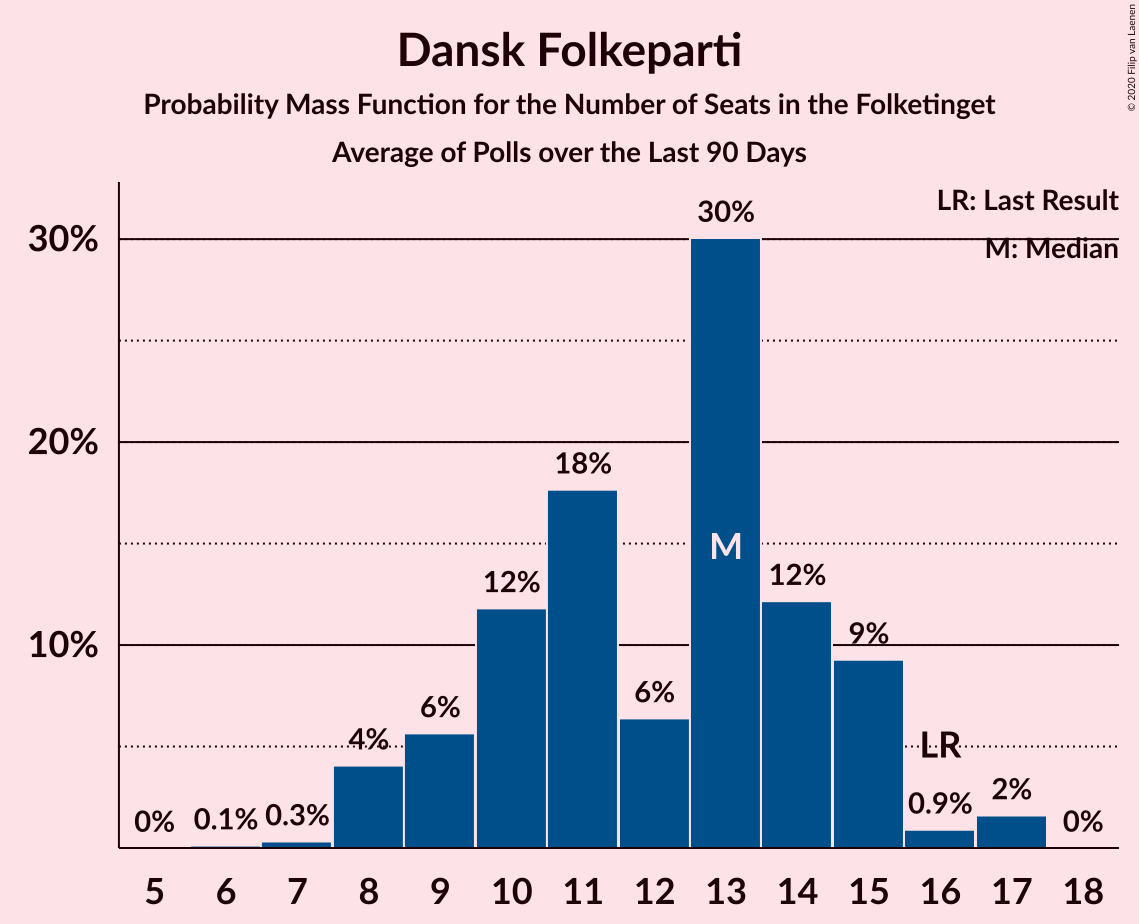 Dansk Folkeparti
Probability Mass Function for the Number of Seats in the Folketinget
Average of Polls over the Last 90 Days
© 2020 Filip van Laenen
LR: Last Result
M: Median
30%
20%
10%
0%
0.1%
0.3%
4%
6%
12%
18%
6%
30%
M
12%
9%
LR
0.9%
2%
0%
5 6 7 8 9 10 11 12 13 14 15 16 17 18